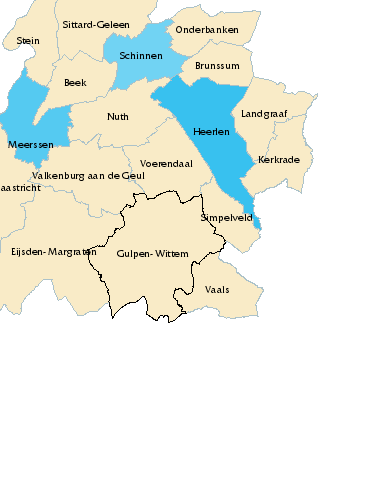 Sittard-Geleen
Onderbanken
Stein
Schinnen
Brunssum
Beek
Landgraaf
Nuth
Heerlen
Meerssen
Kerkrade
Voerendaal
Valkenburg aan de Geul
aastricht
Simpelveld
Eijsden-Margraten
Gulpen-Wittem
Vaals